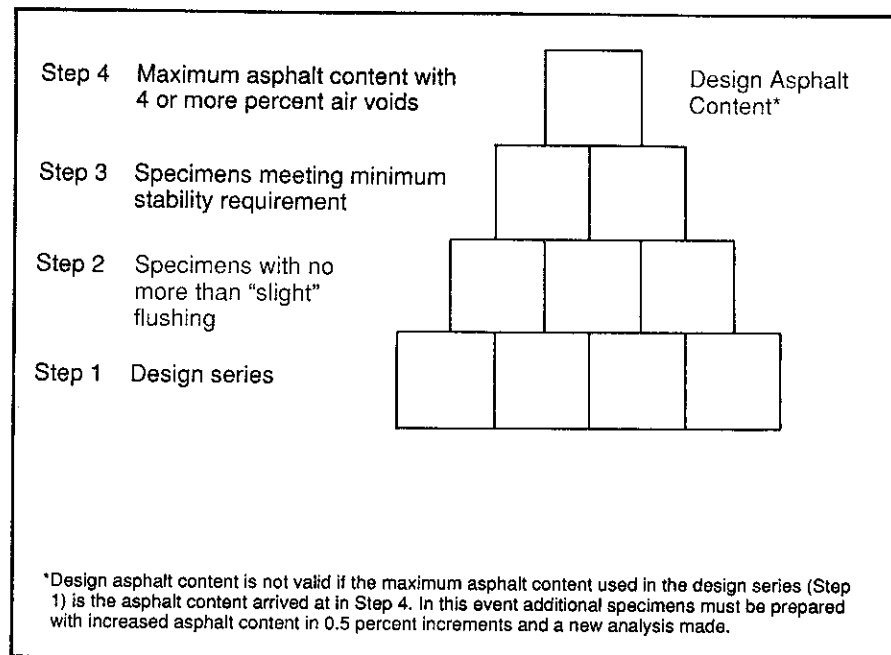 Step 4 Maximum asphalt content with
4 or more percent air voids
Design Asphalt
Content*
Step 3 Specimens meeting minimum
stability requirement
Step 2 Specimens with no
more than “slight”
flushing
Step 1 Design series
*Design asphalt content is not valid if the maximum asphalt content used in the design series (Step
1) is the asphalt content arrived at in Step 4. In this event additional specimens must be prepared
with increased asphalt content in 0.5 percent increments and a new analysis made.